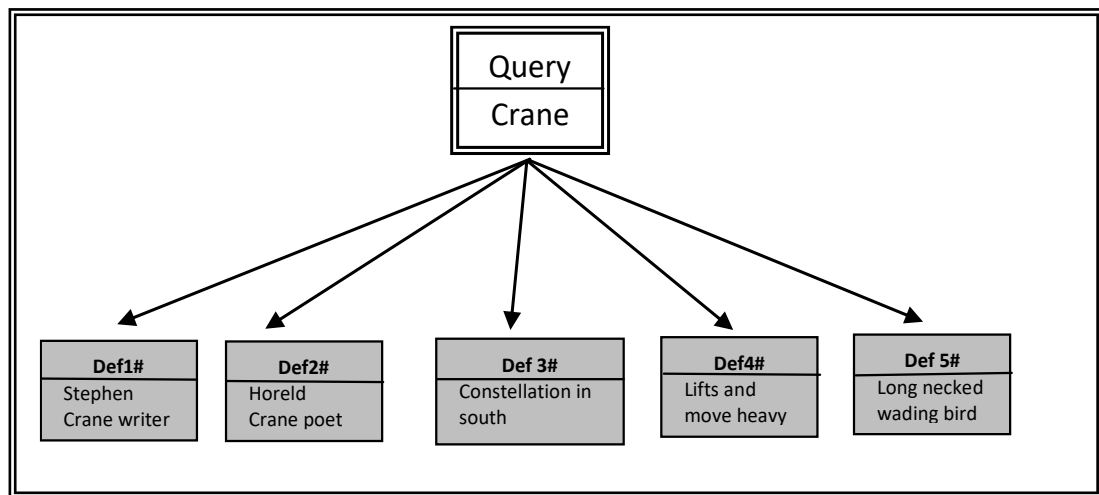 Query
Crane
Def1#
Stephen
Crane writer
Def2#
Horeld
Crane poet
Def 3#
Constellation in
south
Def4#
Lifts and
move heavy
Def 5#
Long necked
wading bird